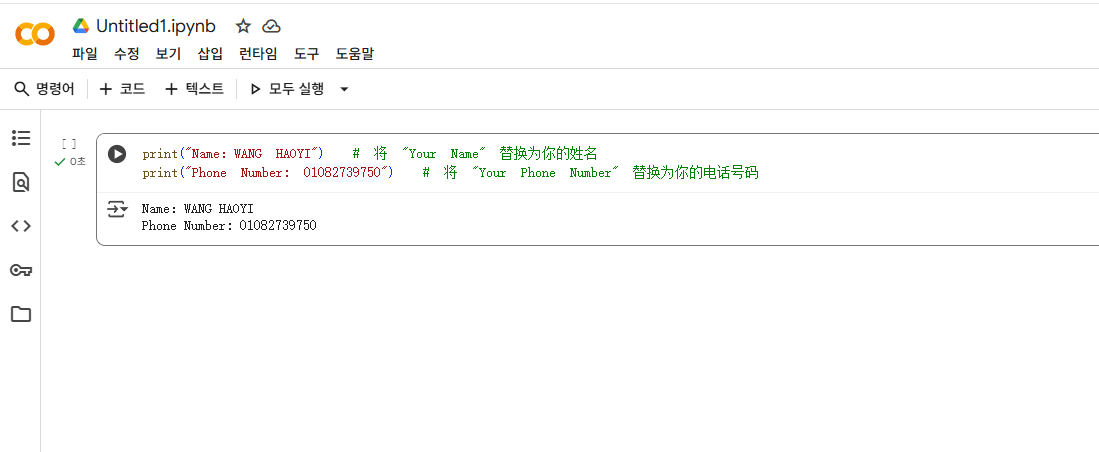 Untitled1.ipynb
파일 수정 보기 삽입 런타임 도구 도움말
명령어 + 코드 + 텍스트 모두 실행
[ ]
0초
print("Name: WANG HAOYI") # 将 "Your Name" 替换为你的姓名
print("Phone Number: 01082739750") # 将 "Your Phone Number" 替换为你的电话号码
Name: WANG HAOYI
Phone Number: 01082739750